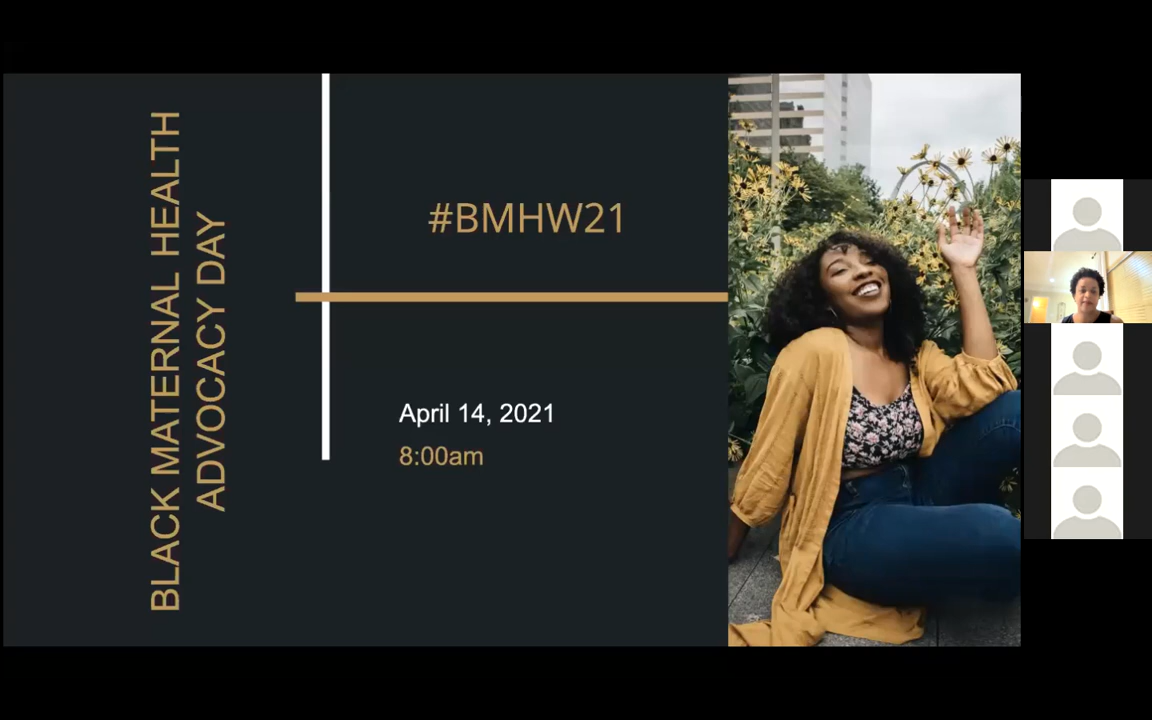 BLACK MATERNAL HEALTH
ADVOCACY DAY
#BMHW21
April 14, 2021
8:00am